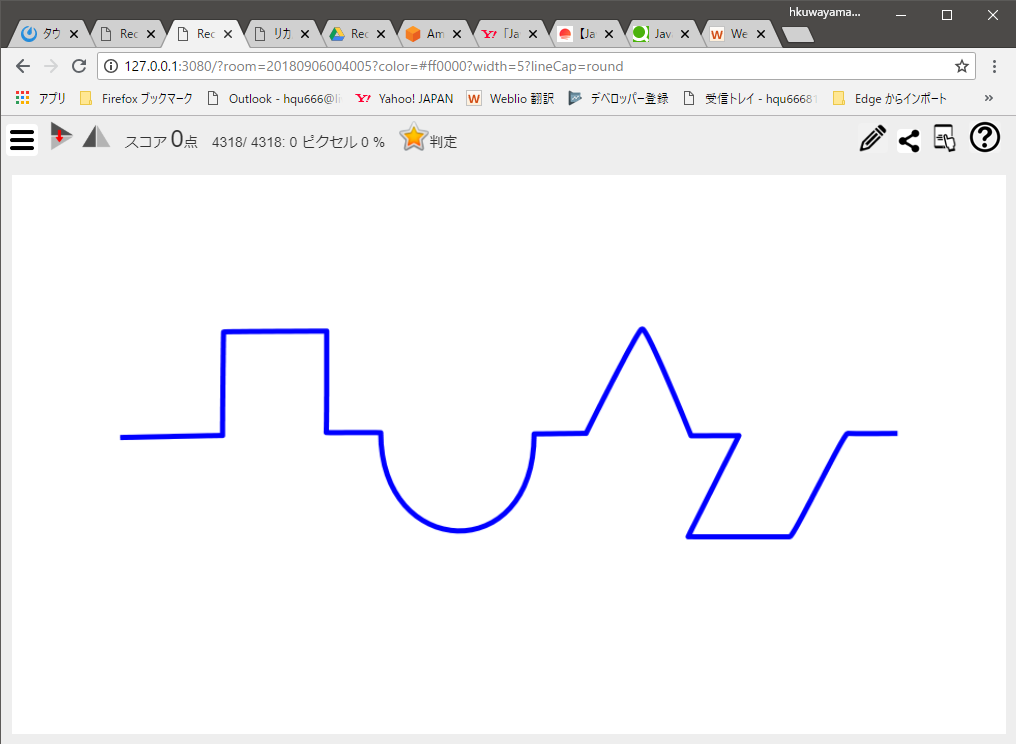 hkuwayama...
タウ Rec Rec リカ Rec Am 「Ja 【Ja Java We
127.0.0.1:3080/?room=20180906004005?color=#ff0000?width=5?lineCap=round
アプリ Firefox ブックマーク Outlook - hqu666@li Yahoo! JAPAN Weblio 翻訳 デベロッパー登録 受信トレイ - hqu66681 Edge からインポート »
スコア 0点 4318/ 4318: 0 ピクセル 0 % 判定